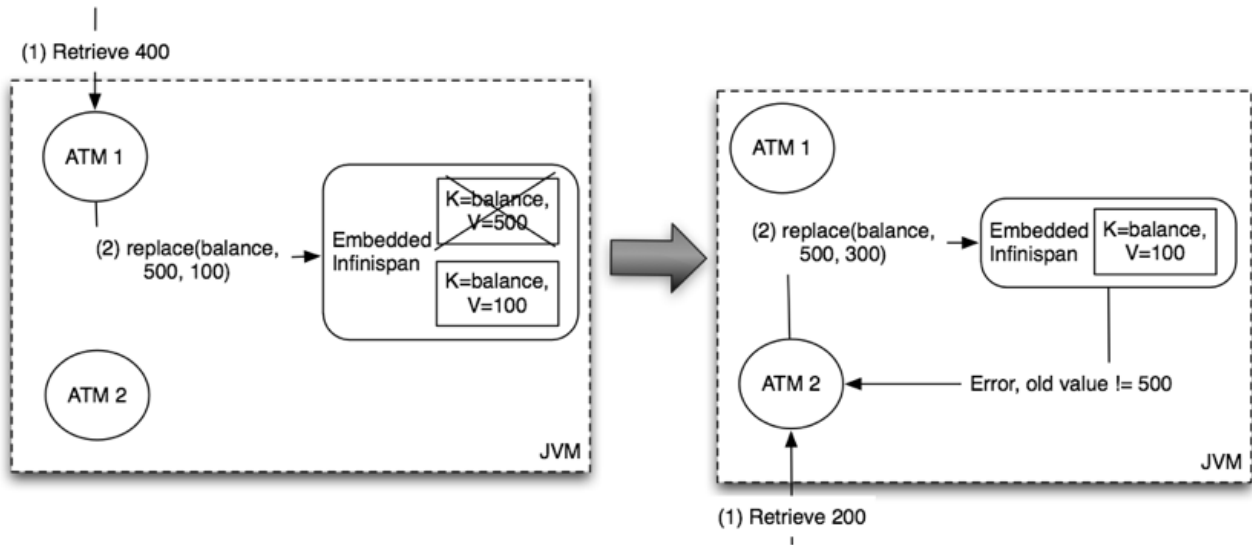 (1) Retrieve 400
ATM 1
(2) replace(balance,
500, 100)
Embedded
Infinispan
K=balance,
V=500
K=balance,
V=100
ATM 2
JVM
ATM 1
(2) replace(balance,
500, 300)
Embedded
Infinispan
K=balance,
V=100
ATM 2
Error, old value != 500
JVM
(1) Retrieve 200